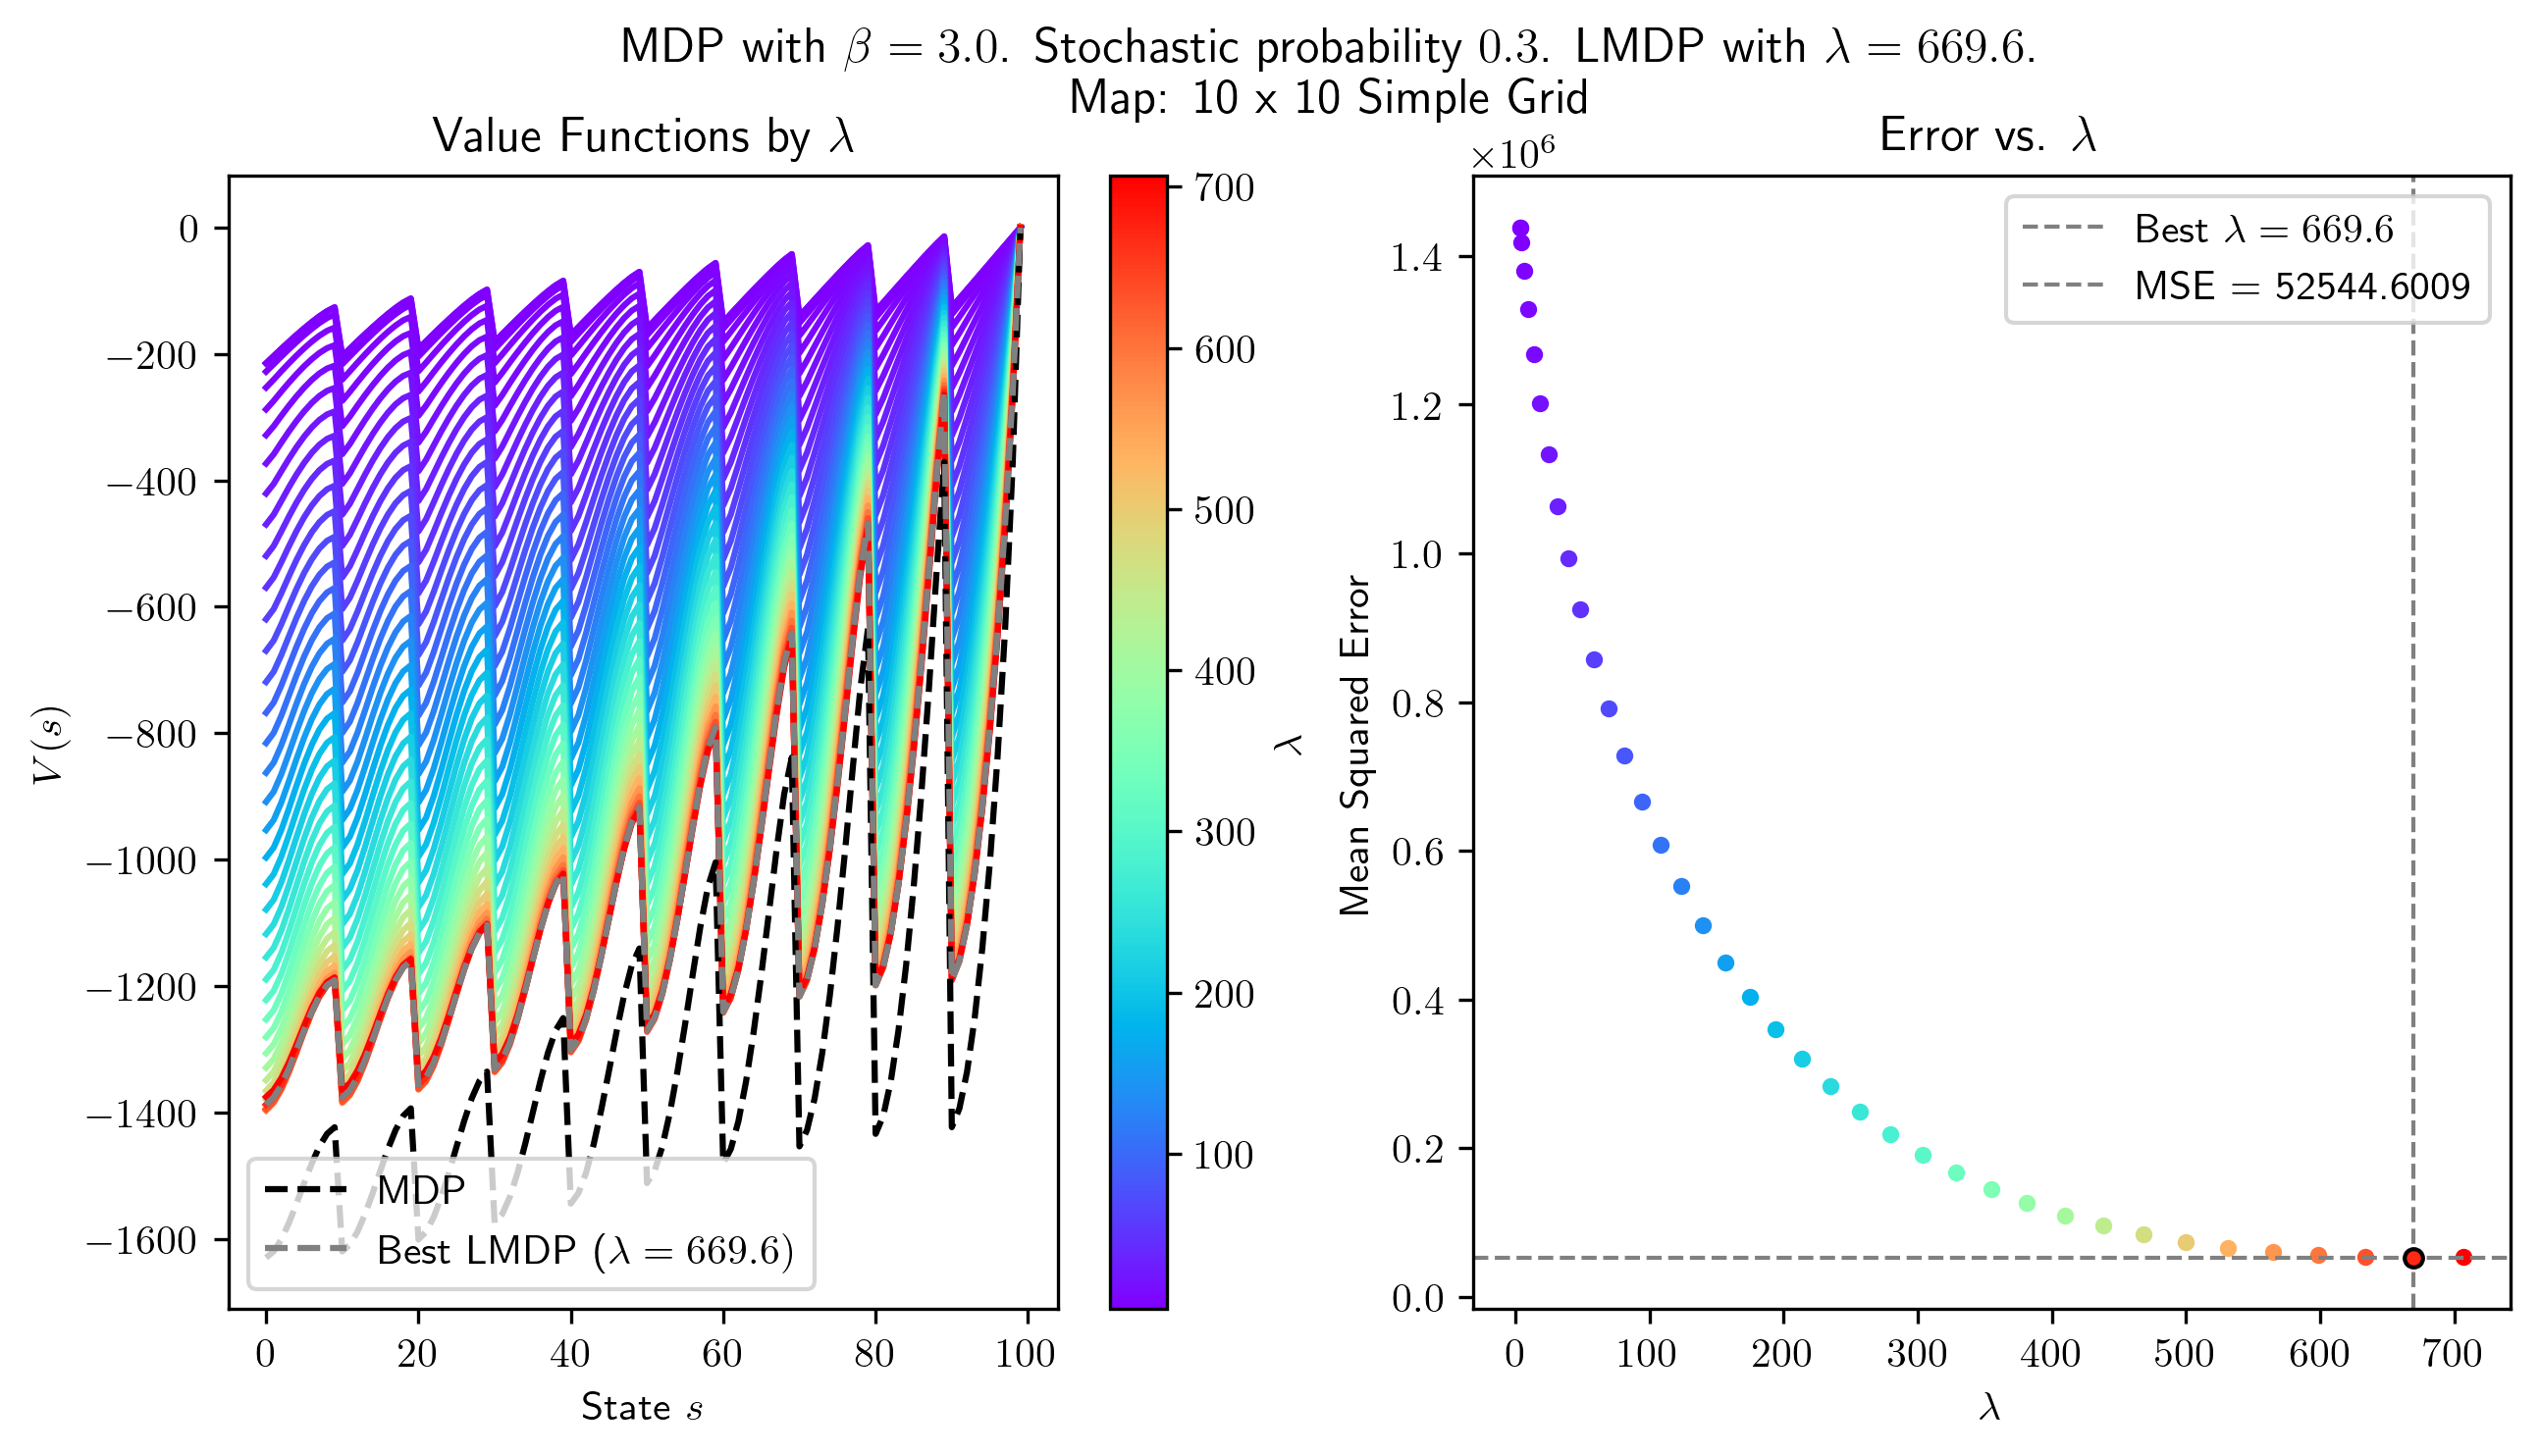 MDP with β = 3.0. Stochastic probability 0.3. LMDP with λ = 669.6.
Map: 10 x 10 Simple Grid
Value Functions by λ
0
−200
−400
−600
−800
−1000
−1200
−1400
−1600
V(s)
MDP
Best LMDP (λ = 669.6)
0 20 40 60 80 100
State s
700
600
500
400
300
200
100
λ
Error vs. λ
×10⁶
1.4
1.2
1.0
0.8
0.6
0.4
0.2
0.0
Mean Squared Error
Best λ = 669.6
MSE = 52544.6009
0 100 200 300 400 500 600 700
λ